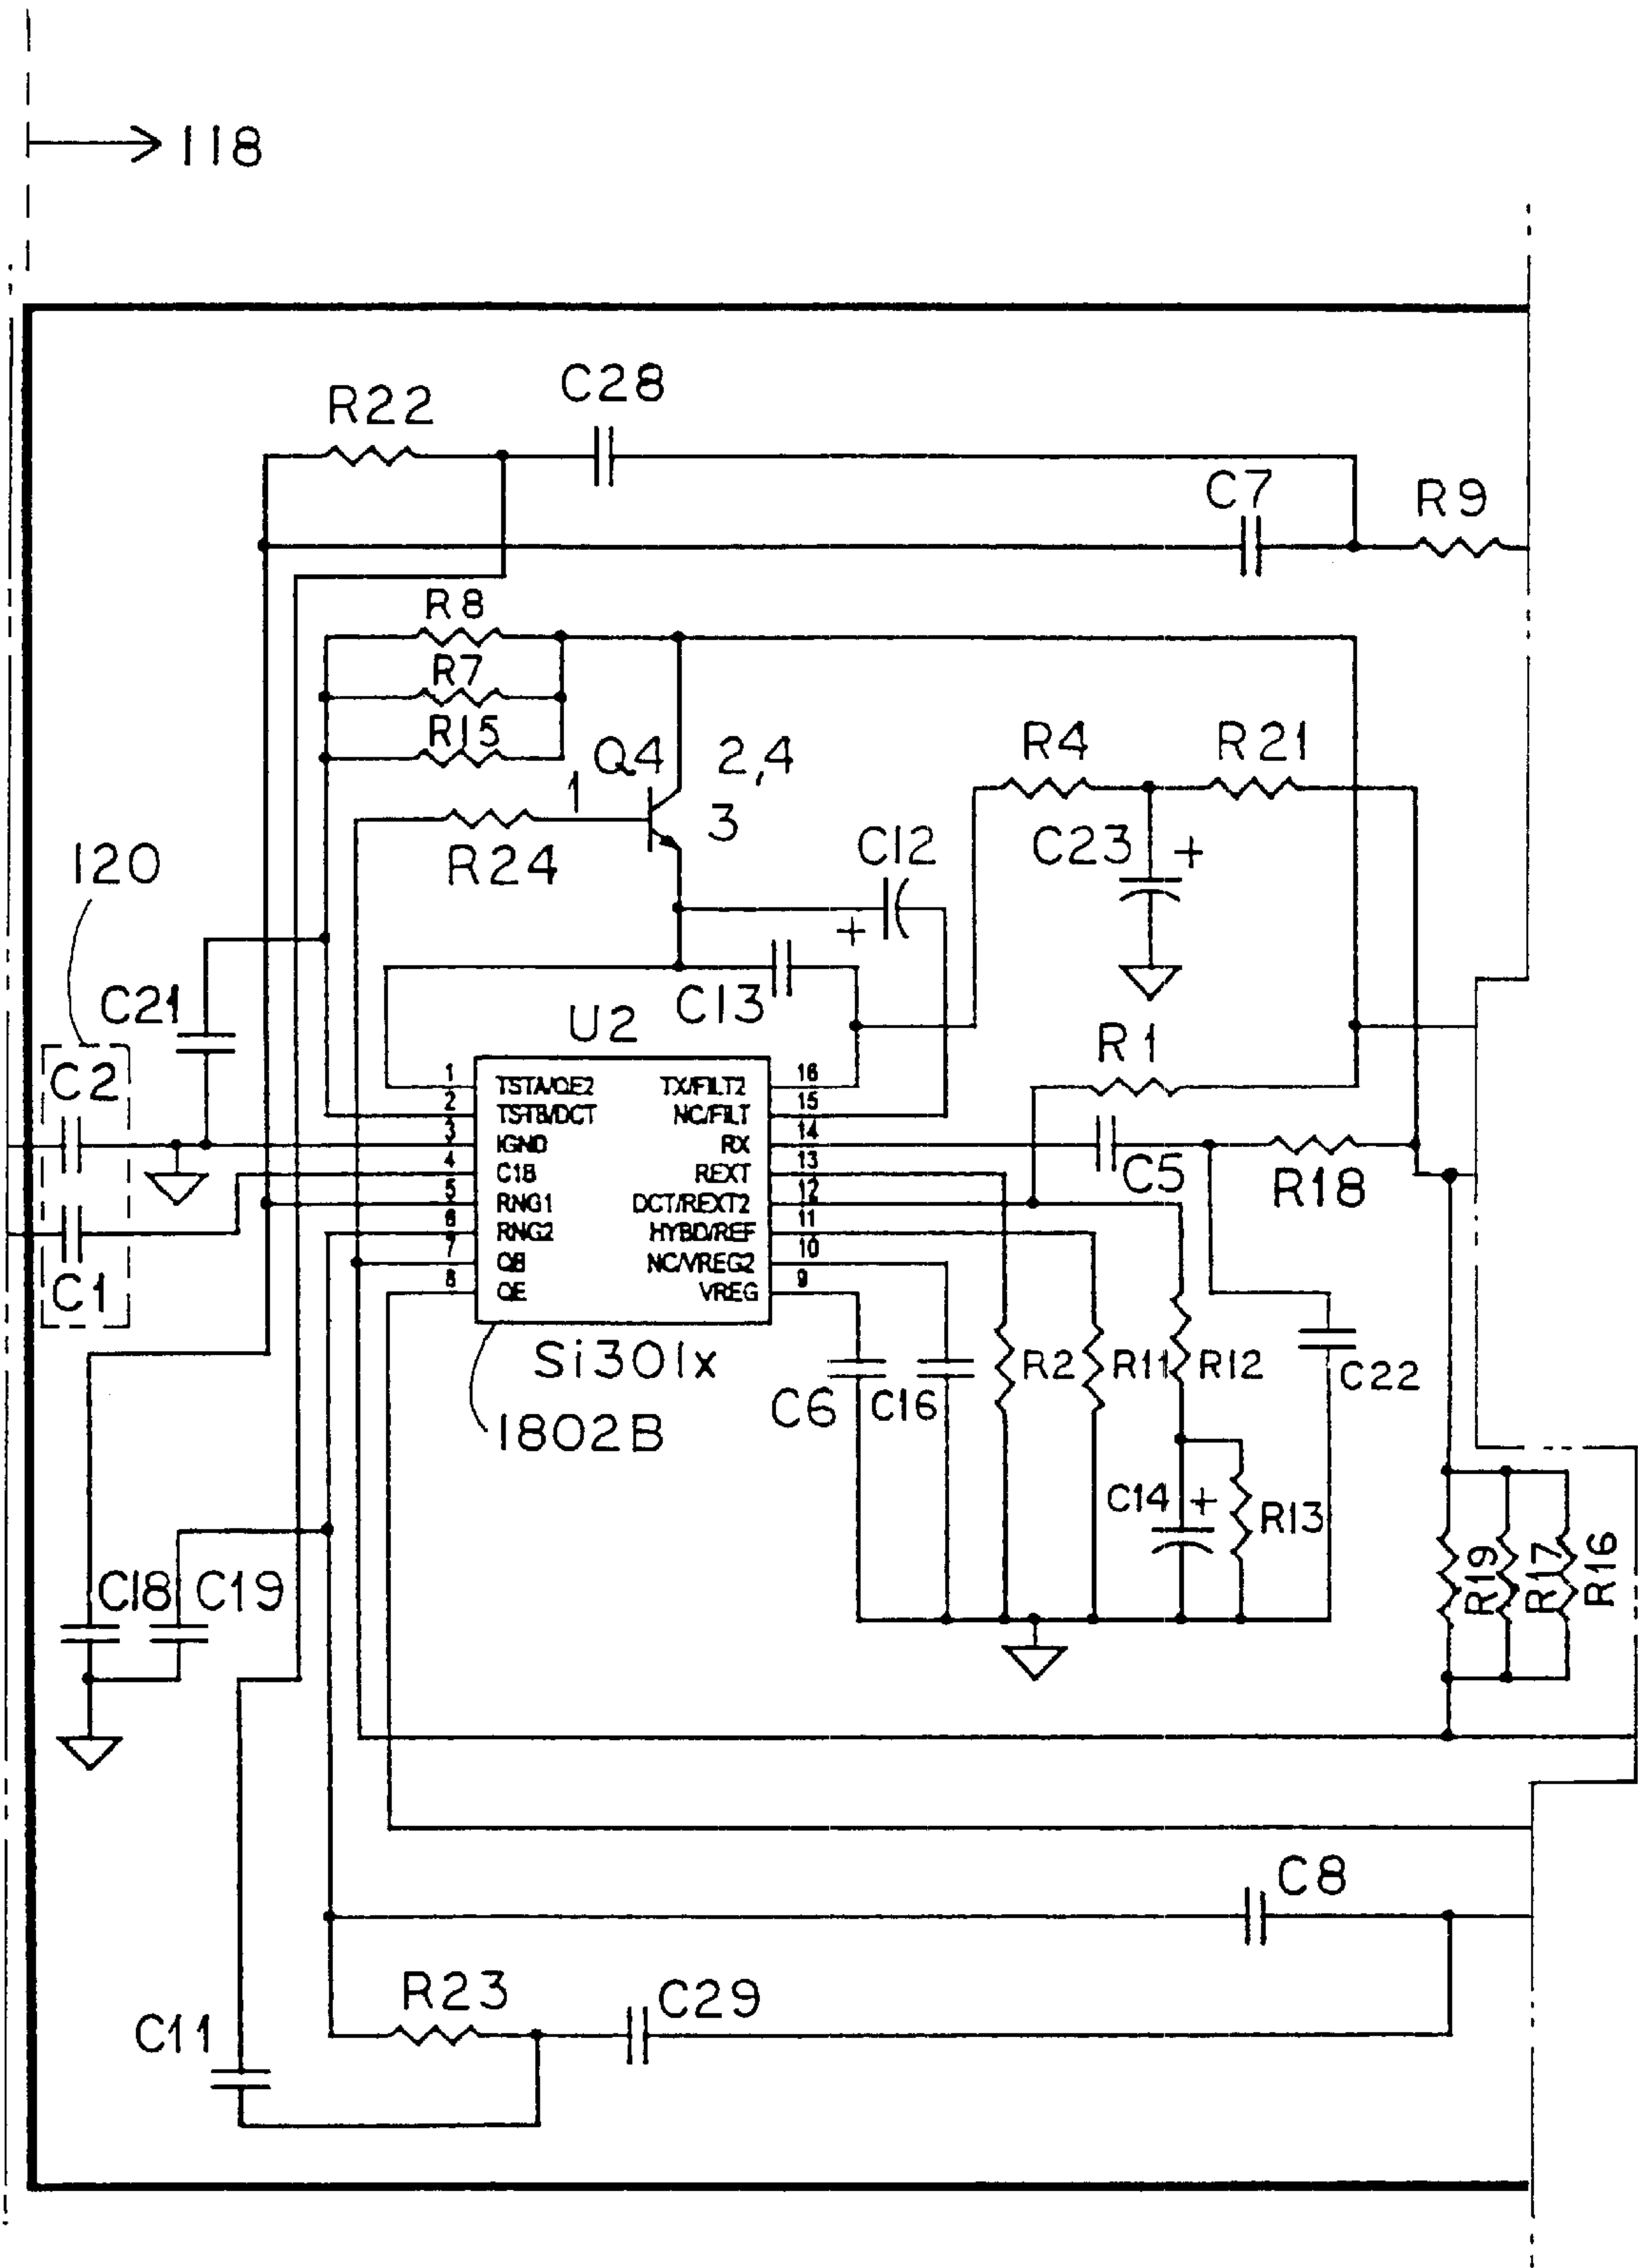 118
C28
R22
C7
R9
R8
R7
R15
Q4
2,4
1
3
R4
R21
R24
C12
C23
+
+
120
C21
C13
U2
R1
C2
1
TSTA/QE2
TX/FILT2
16
2
TSTB/DCT
NC/FILT
15
3
IGND
RX
14
4
C1B
REXT
13
5
RNG1
DCT/REXT2
12
6
RNG2
HYBD/REF
11
7
QB
NC/VREG2
10
8
QE
VREG
9
C5
R18
C1
Si301x
1802B
C6
C16
R2
R11
R12
C22
C14
+
R13
R19
R17
R16
C18
C19
C8
R23
C29
C11